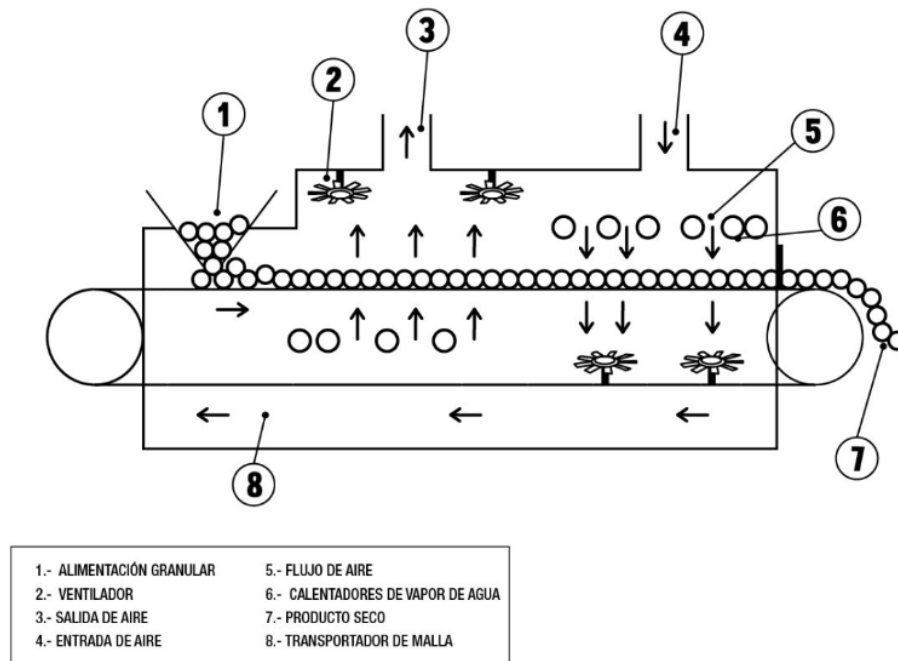 3
4
2
1
5
6
7
8
1.- ALIMENTACIÓN GRANULAR
2.- VENTILADOR
3.- SALIDA DE AIRE
4.- ENTRADA DE AIRE
5.- FLUJO DE AIRE
6.- CALENTADORES DE VAPOR DE AGUA
7.- PRODUCTO SECO
8.- TRANSPORTADOR DE MALLA